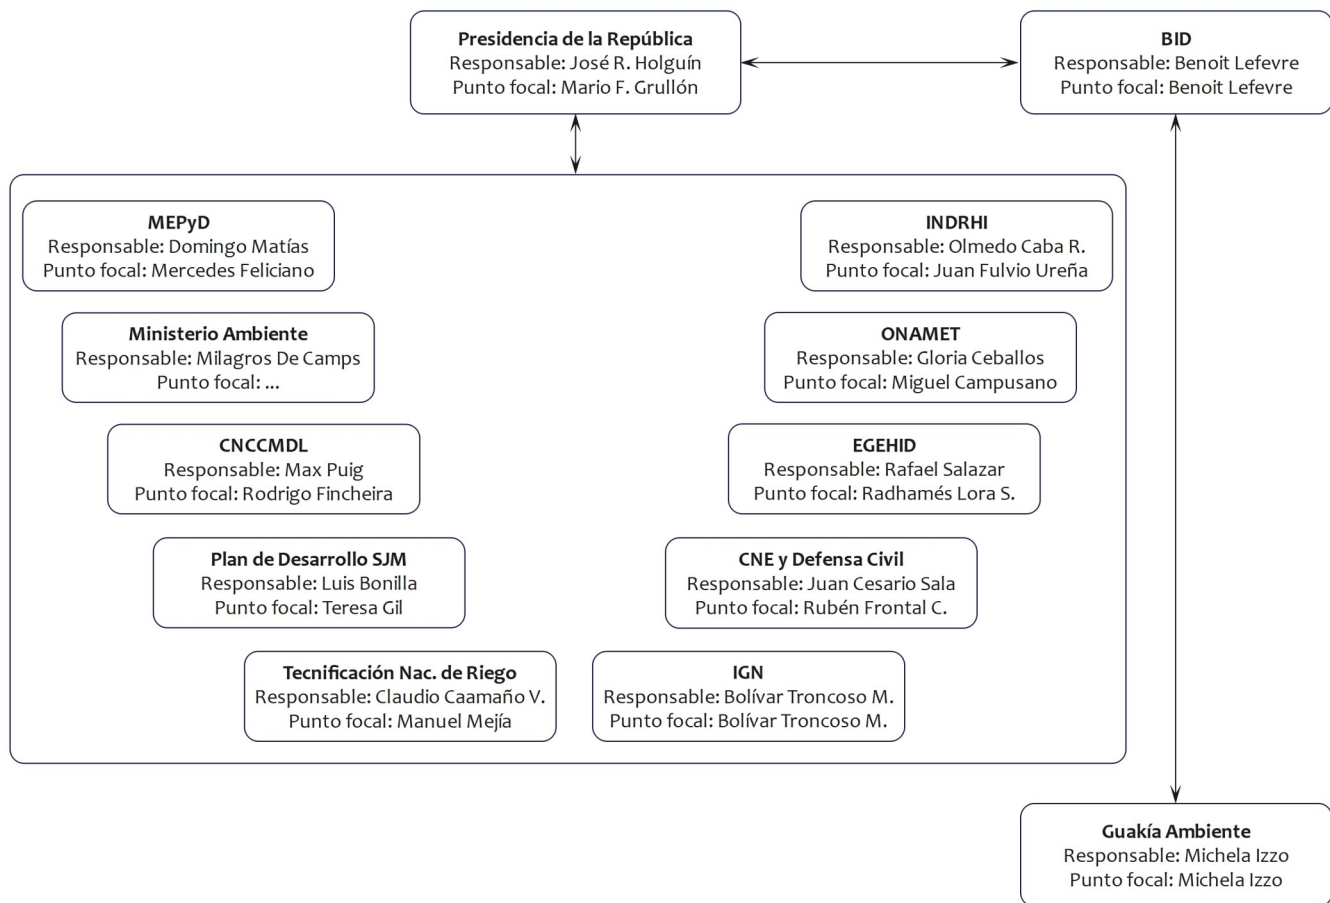 Presidencia de la República
Responsable: José R. Holguín
Punto focal: Mario F. Grullón
BID
Responsable: Benoit Lefevre
Punto focal: Benoit Lefevre
MEPyD
Responsable: Domingo Matías
Punto focal: Mercedes Feliciano
INDRHI
Responsable: Olmedo Caba R.
Punto focal: Juan Fulvio Ureña
Ministerio Ambiente
Responsable: Milagros De Camps
Punto focal: ...
ONAMET
Responsable: Gloria Ceballos
Punto focal: Miguel Campusano
CNCCMDL
Responsable: Max Puig
Punto focal: Rodrigo Fincheira
EGEHID
Responsable: Rafael Salazar
Punto focal: Radhamés Lora S.
Plan de Desarrollo SJM
Responsable: Luis Bonilla
Punto focal: Teresa Gil
CNE y Defensa Civil
Responsable: Juan Cesario Sala
Punto focal: Rubén Frontal C.
Tecnificación Nac. de Riego
Responsable: Claudio Caamaño V.
Punto focal: Manuel Mejía
IGN
Responsable: Bolívar Troncoso M.
Punto focal: Bolívar Troncoso M.
Guakía Ambiente
Responsable: Michela Izzo
Punto focal: Michela Izzo